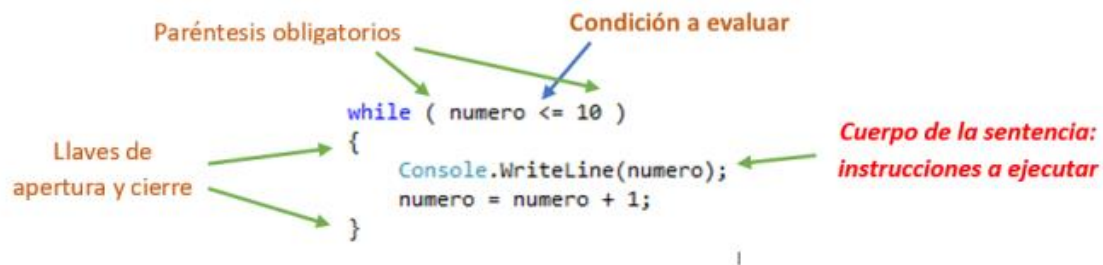 Paréntesis obligatorios
Condición a evaluar
while ( numero <= 10 )
{
Console.WriteLine(numero);
numero = numero + 1;
}
Llaves de
apertura y cierre
Cuerpo de la sentencia:
instrucciones a ejecutar